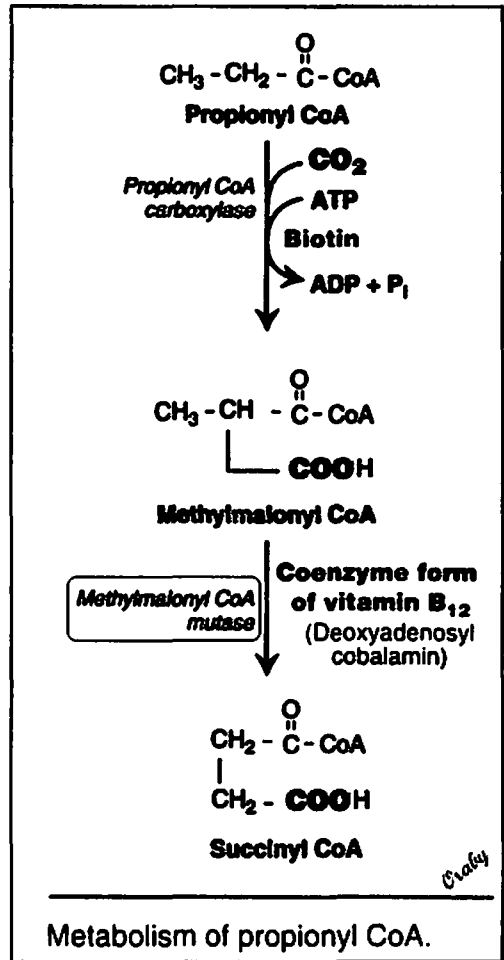 O
CH₃ - CH₂ - C - CoA
Propionyl CoA
CO₂
Propionyl CoA
carboxylase
ATP
Biotin
ADP + Pᵢ
O
CH₃ - CH - C - CoA
COOH
Methylmalonyl CoA
Methylmalonyl CoA
mutase
Coenzyme form
of vitamin B₁₂
(Deoxyadenosyl
cobalamin)
O
CH₂ - C - CoA
CH₂ - COOH
Succinyl CoA
Oraby
Metabolism of propionyl CoA.